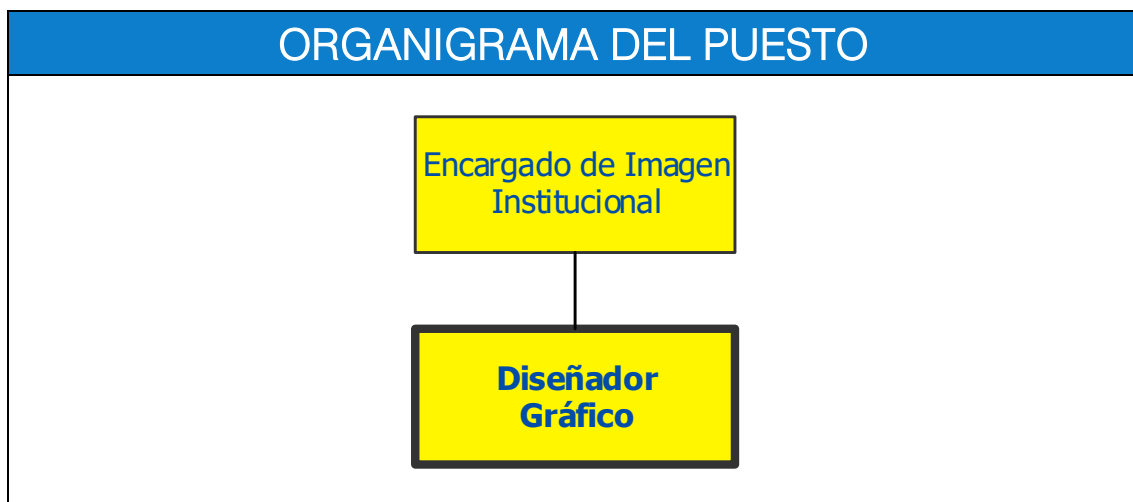 ORGANIGRAMA DEL PUESTO
Encargado de Imagen
Institucional
Diseñador
Gráfico